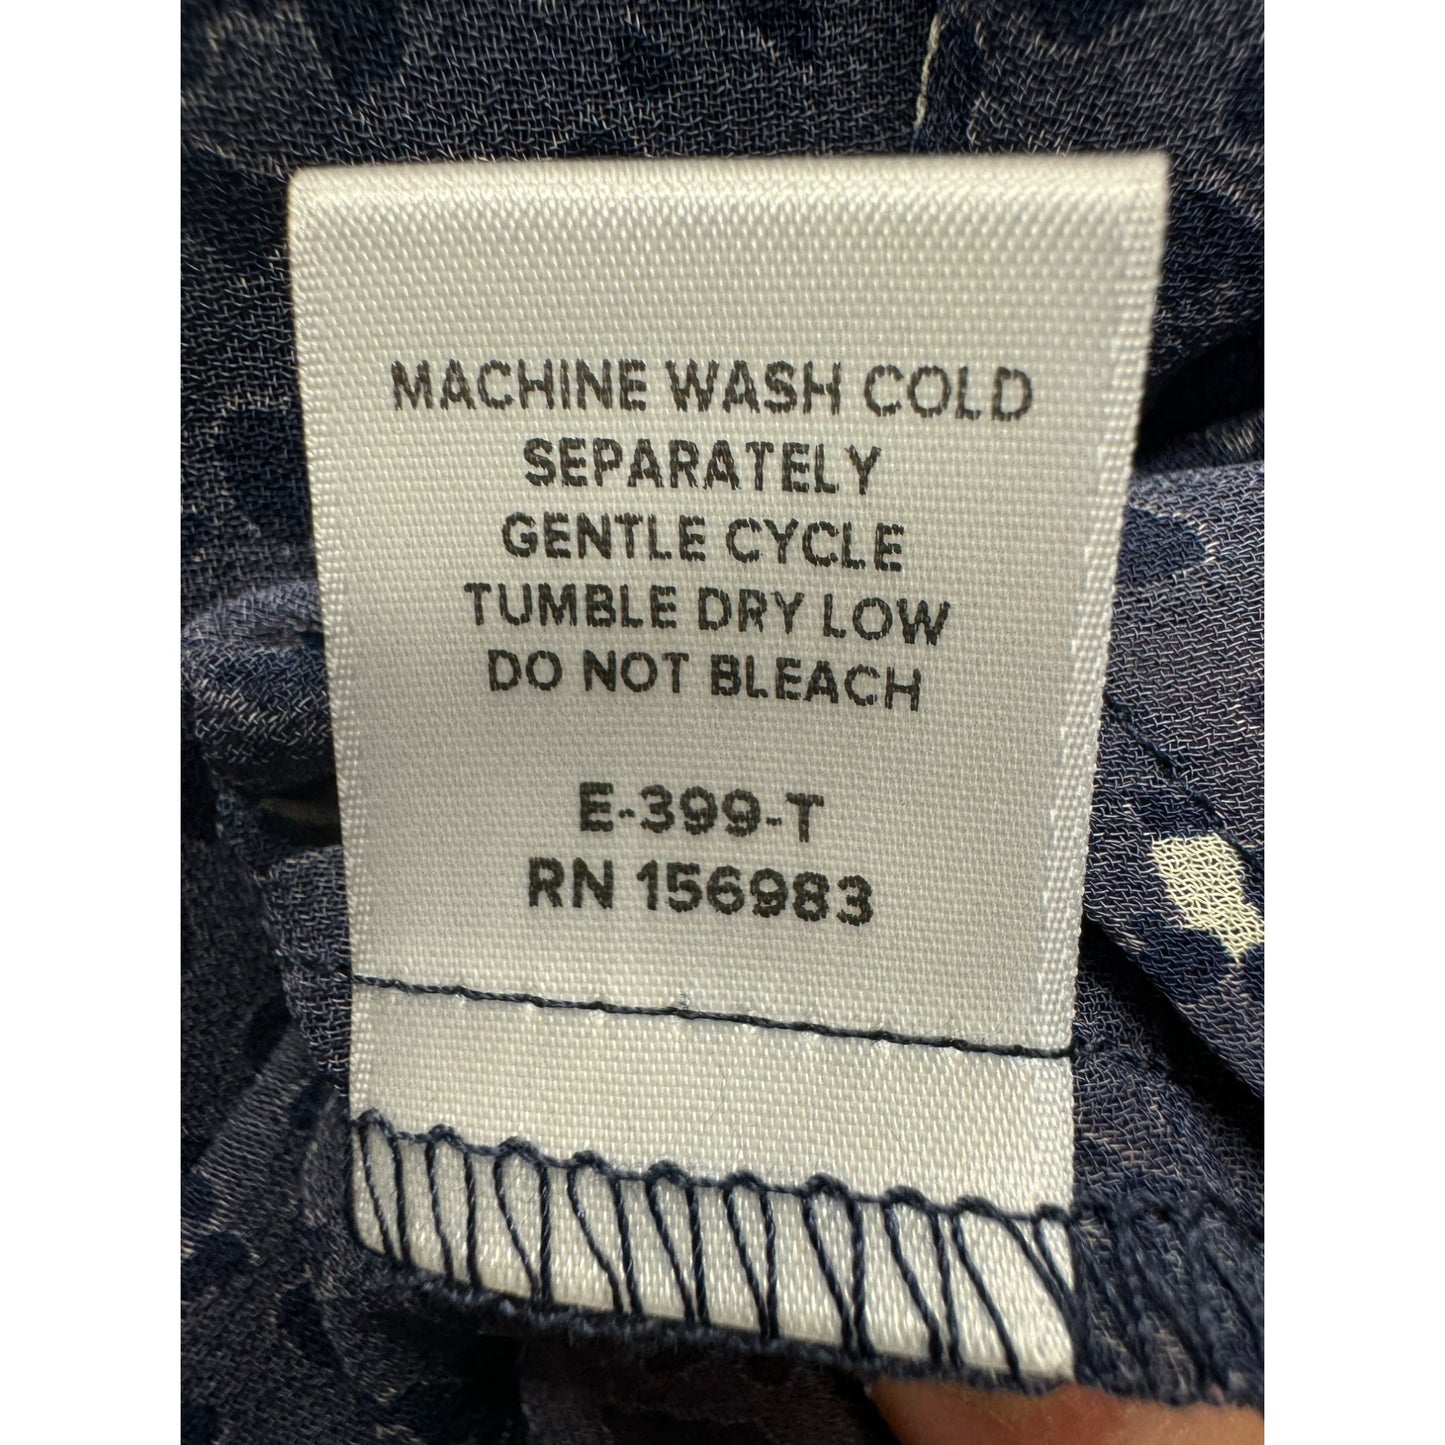 MACHINE WASH COLD
SEPARATELY
GENTLE CYCLE
TUMBLE DRY LOW
DO NOT BLEACH
E-399-T
RN 156983